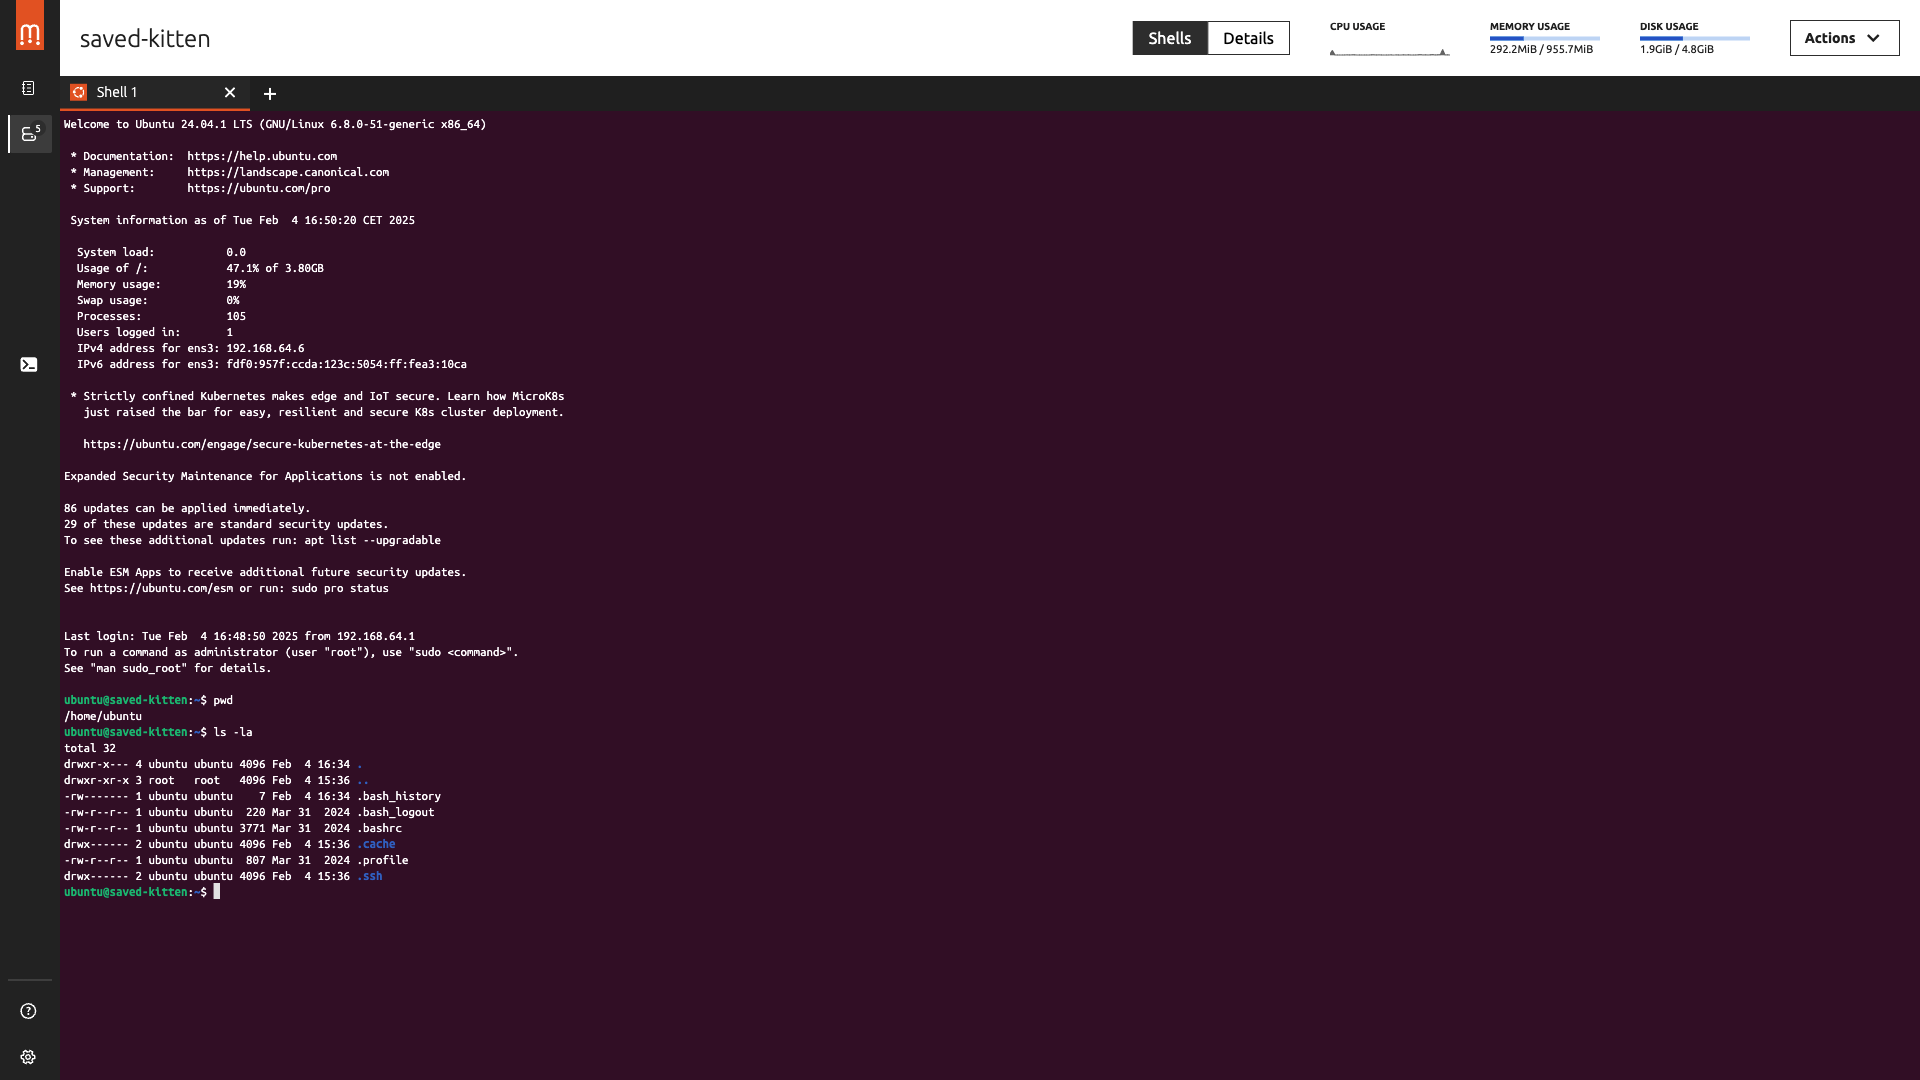 saved-kitten
Shells
Details
CPU USAGE
MEMORY USAGE
292.2MiB / 955.7MiB
DISK USAGE
1.9GiB / 4.8GiB
Actions
5
Shell 1
Welcome to Ubuntu 24.04.1 LTS (GNU/Linux 6.8.0-51-generic x86_64)
* Documentation:  https://help.ubuntu.com
* Management:     https://landscape.canonical.com
* Support:        https://ubuntu.com/pro
System information as of Tue Feb  4 16:50:20 CET 2025
System load:           0.0
Usage of /:            47.1% of 3.80GB
Memory usage:          19%
Swap usage:            0%
Processes:             105
Users logged in:       1
IPv4 address for ens3: 192.168.64.6
IPv6 address for ens3: fdf0:957f:ccda:123c:5054:ff:fea3:10ca
* Strictly confined Kubernetes makes edge and IoT secure. Learn how MicroK8s
just raised the bar for easy, resilient and secure K8s cluster deployment.
https://ubuntu.com/engage/secure-kubernetes-at-the-edge
Expanded Security Maintenance for Applications is not enabled.
86 updates can be applied immediately.
29 of these updates are standard security updates.
To see these additional updates run: apt list --upgradable
Enable ESM Apps to receive additional future security updates.
See https://ubuntu.com/esm or run: sudo pro status
Last login: Tue Feb  4 16:48:50 2025 from 192.168.64.1
To run a command as administrator (user "root"), use "sudo <command>".
See "man sudo_root" for details.
ubuntu@saved-kitten:~$ pwd
/home/ubuntu
ubuntu@saved-kitten:~$ ls -la
total 32
drwxr-x--- 4 ubuntu ubuntu 4096 Feb  4 16:34 .
drwxr-xr-x 3 root   root   4096 Feb  4 15:36 ..
-rw------- 1 ubuntu ubuntu    7 Feb  4 16:34 .bash_history
-rw-r--r-- 1 ubuntu ubuntu  220 Mar 31  2024 .bash_logout
-rw-r--r-- 1 ubuntu ubuntu 3771 Mar 31  2024 .bashrc
drwx------ 2 ubuntu ubuntu 4096 Feb  4 15:36 .cache
-rw-r--r-- 1 ubuntu ubuntu  807 Mar 31  2024 .profile
drwx------ 2 ubuntu ubuntu 4096 Feb  4 15:36 .ssh
ubuntu@saved-kitten:~$